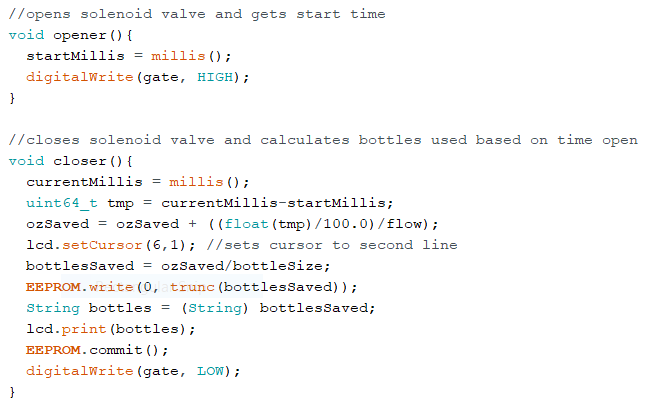 //opens solenoid valve and gets start time
void opener(){
  startMillis = millis();
  digitalWrite(gate, HIGH);
}

//closes solenoid valve and calculates bottles used based on time open
void closer(){
  currentMillis = millis();
  uint64_t tmp = currentMillis-startMillis;
  ozSaved = ozSaved + ((float(tmp)/100.0)/flow);
  lcd.setCursor(6,1); //sets cursor to second line
  bottlesSaved = ozSaved/bottleSize;
  EEPROM.write(0, trunc(bottlesSaved));
  String bottles = (String) bottlesSaved;
  lcd.print(bottles);
  EEPROM.commit();
  digitalWrite(gate, LOW);
}